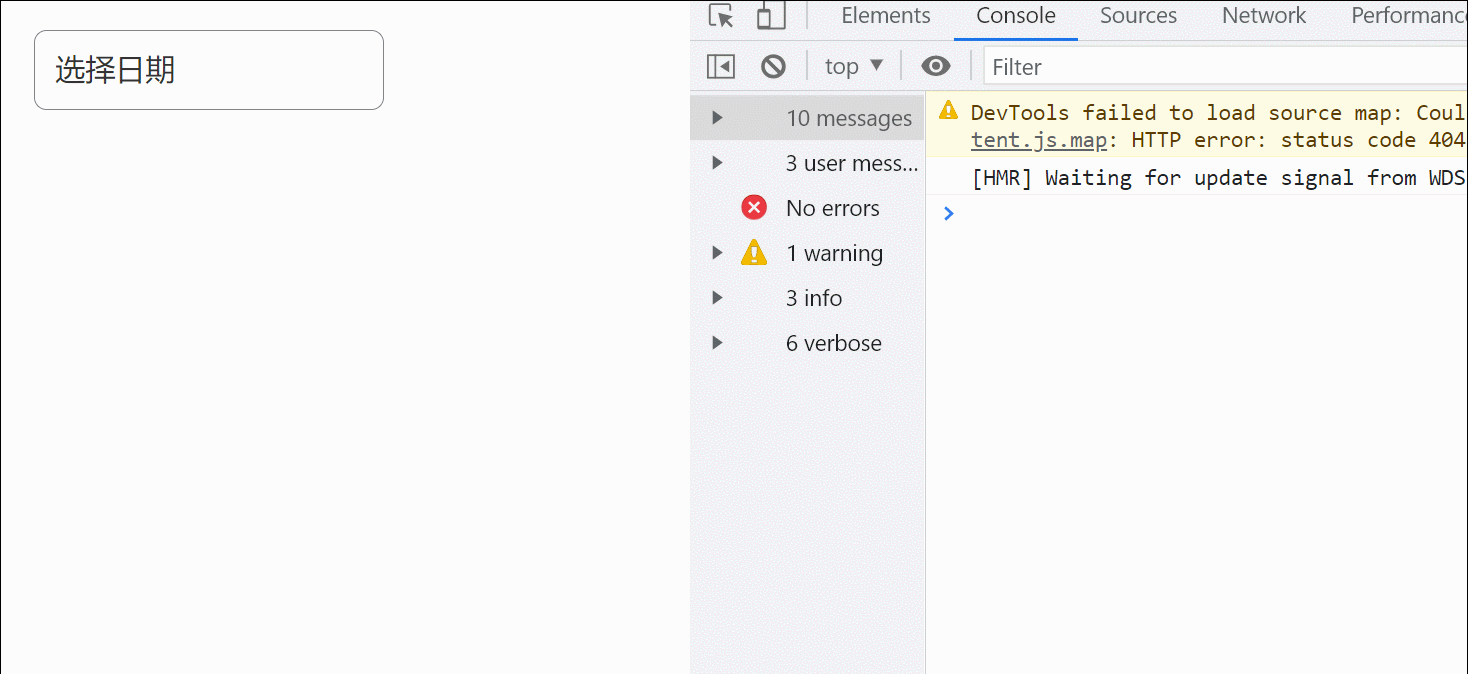 选择日期
Elements Console Sources Network Performanc
top Filter
10 messages
3 user mess...
No errors
1 warning
3 info
6 verbose
DevTools failed to load source map: Coul
tent.js.map: HTTP error: status code 404
[HMR] Waiting for update signal from WDS